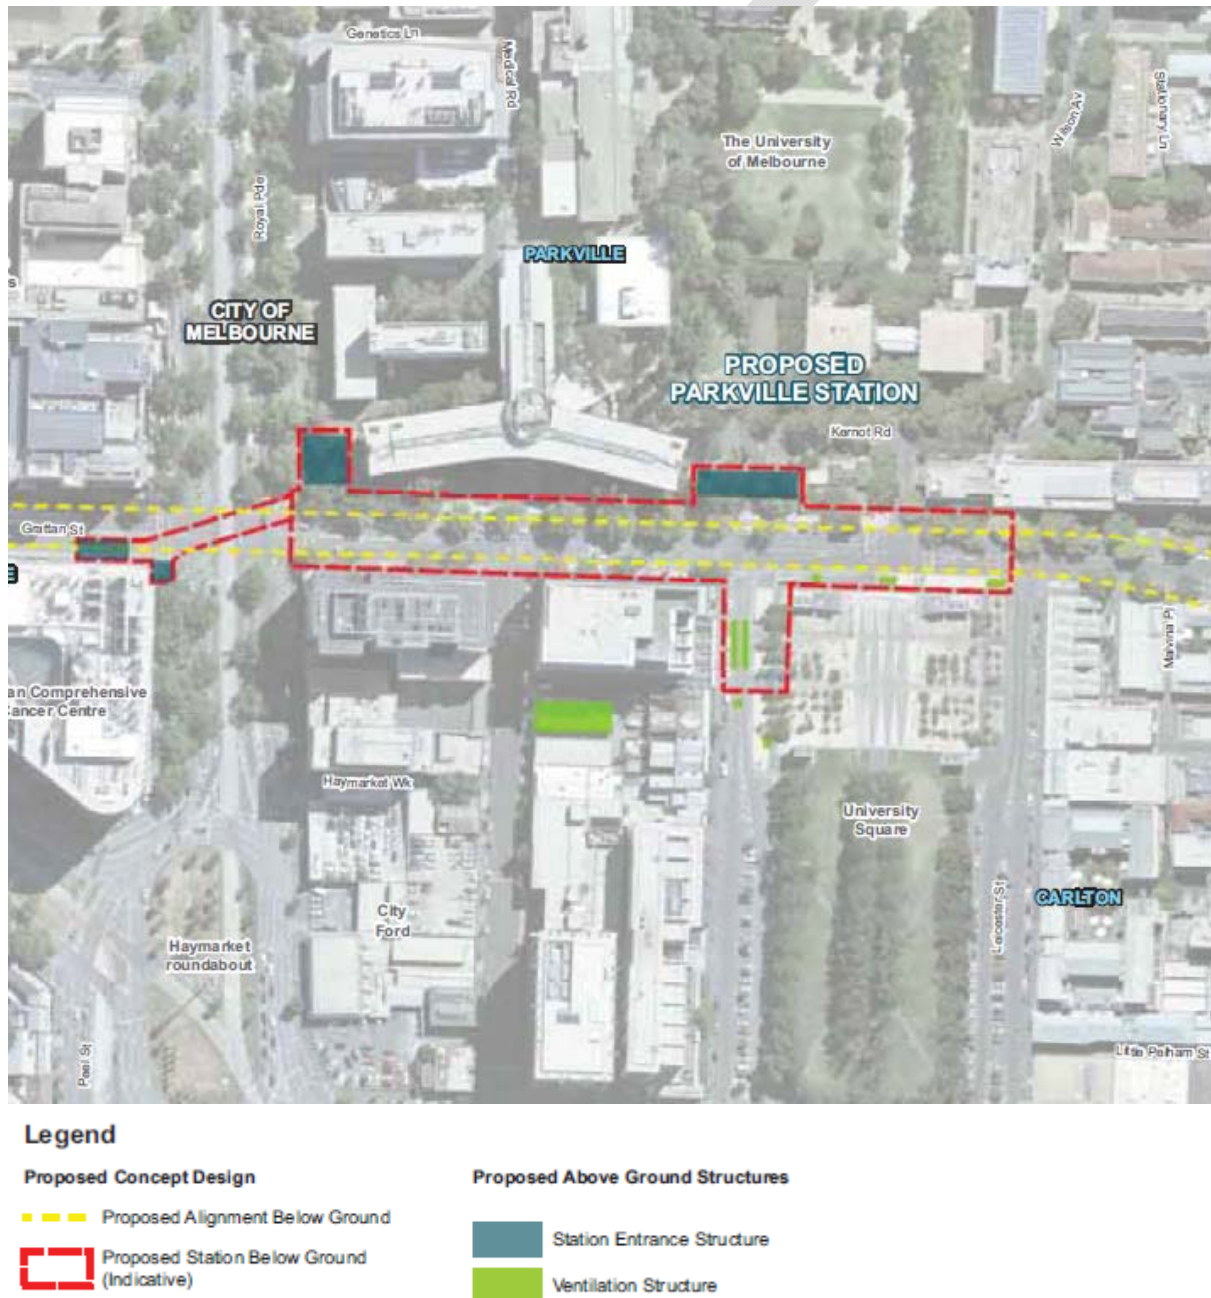 Genetics Ln
Medical Rd
Wilson Av
Stationary Ln
The University
of Melbourne
Royal Pde
PARKVILLE
CITY OF
MELBOURNE
PROPOSED
PARKVILLE STATION
Kernot Rd
Grattan St
Malvina Pl
an Comprehensive
Cancer Centre
Haymarket Wk
University
Square
City
Ford
CARLTON
Leicester St
Haymarket
roundabout
Peel St
Little Pelham St
Legend
Proposed Concept Design
Proposed Above Ground Structures
Proposed Alignment Below Ground
Proposed Station Below Ground
(Indicative)
Station Entrance Structure
Ventilation Structure